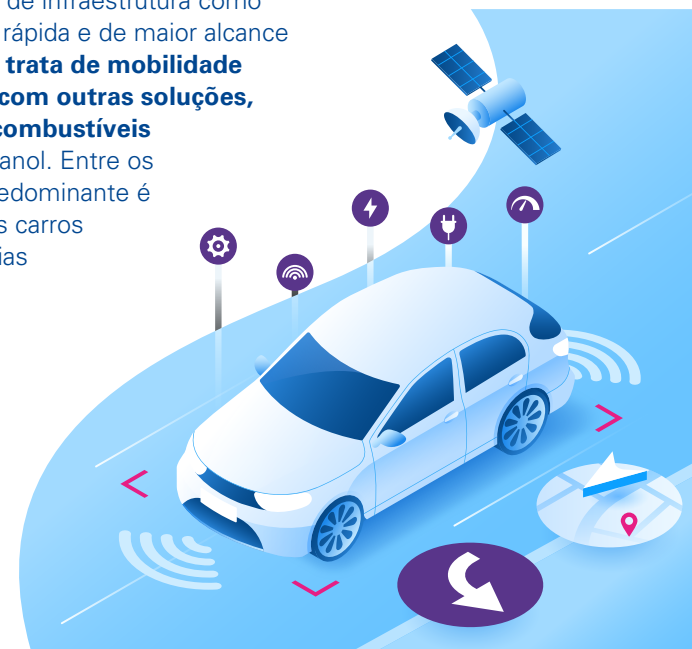 de infraestrutura como
rápida e de maior alcance
trata de mobilidade
com outras soluções,
combustíveis
anol. Entre os
edominante é
s carros
ias